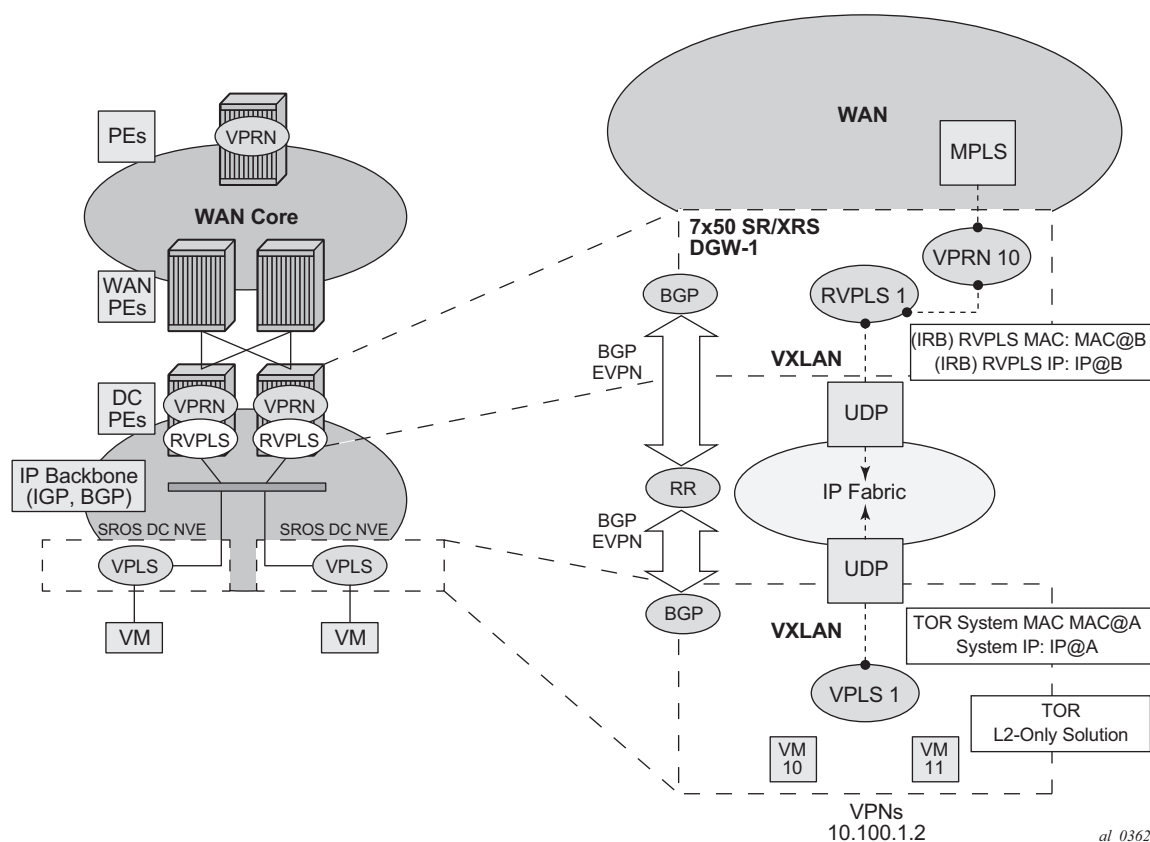 PEs
VPRN
WAN Core
WAN
PEs
DC
PEs
VPRN
VPRN
RVPLS
RVPLS
IP Backbone
(IGP, BGP)
SROS DC NVE
SROS DC NVE
VPLS
VPLS
VM
VM
WAN
MPLS
7x50 SR/XRS
DGW-1
VPRN 10
BGP
RVPLS 1
BGP
EVPN
(IRB) RVPLS MAC: MAC@B
(IRB) RVPLS IP: IP@B
VXLAN
UDP
RR
IP Fabric
BGP
EVPN
UDP
BGP
TOR System MAC MAC@A
System IP: IP@A
VXLAN
VPLS 1
TOR
L2-Only Solution
VM
10
VM
11
VPNs
10.100.1.2
al_0362